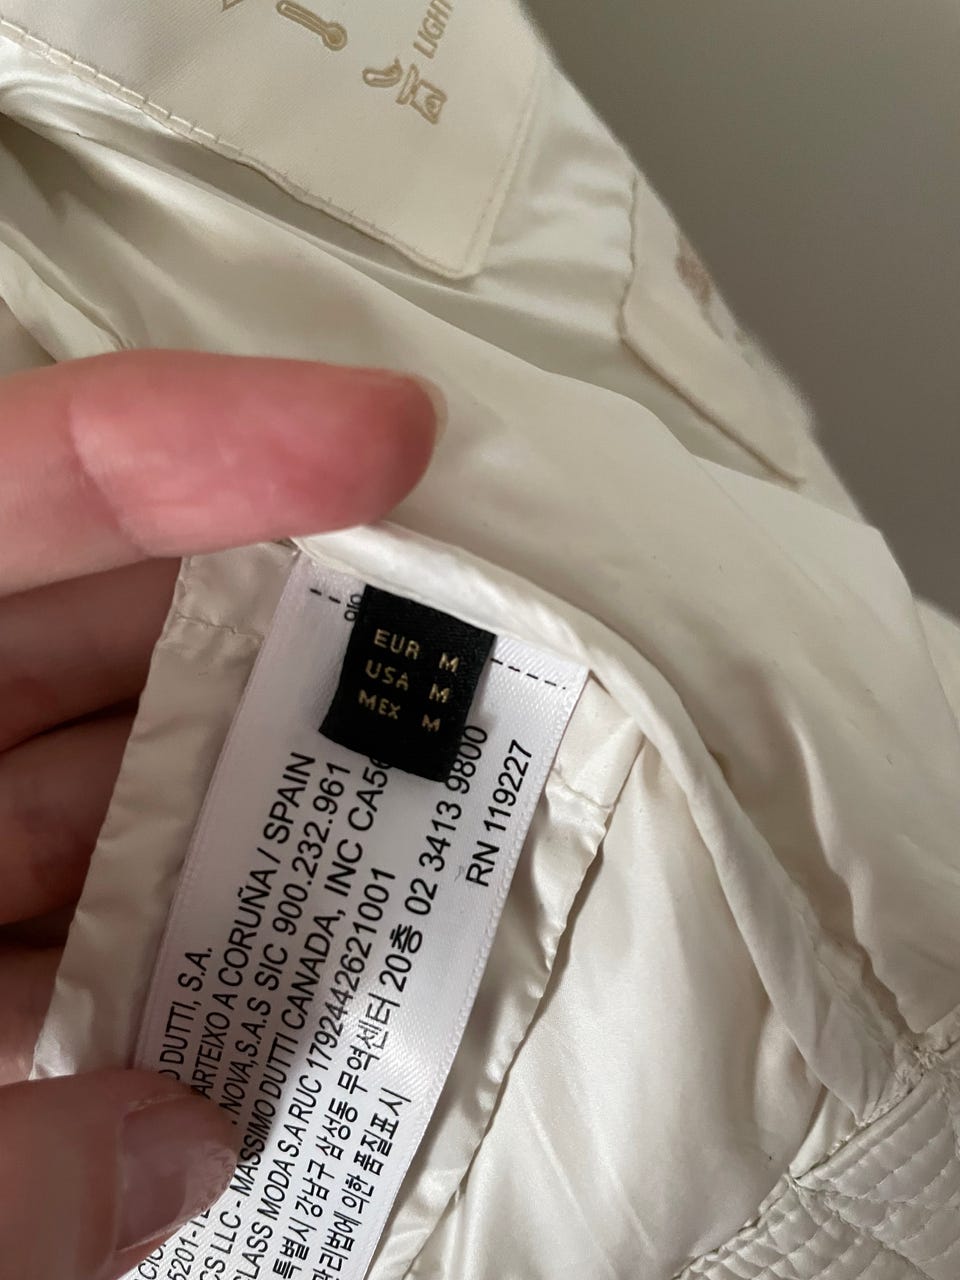 LIGH
EUR M
USA M
MEX M
DUTTI, S.A.
ARTEIXO A CORUÑA / SPAIN
NOVA,S.A.S SIC 900.232.961
LLC - MASSIMO DUTTI CANADA, INC CA5
CLASS MODA S.A RUC 1792442621001
특별시 강남구 삼성동 무역센터 20층 02 3413 9800
관리법에 의한 품질표시
RN 119227